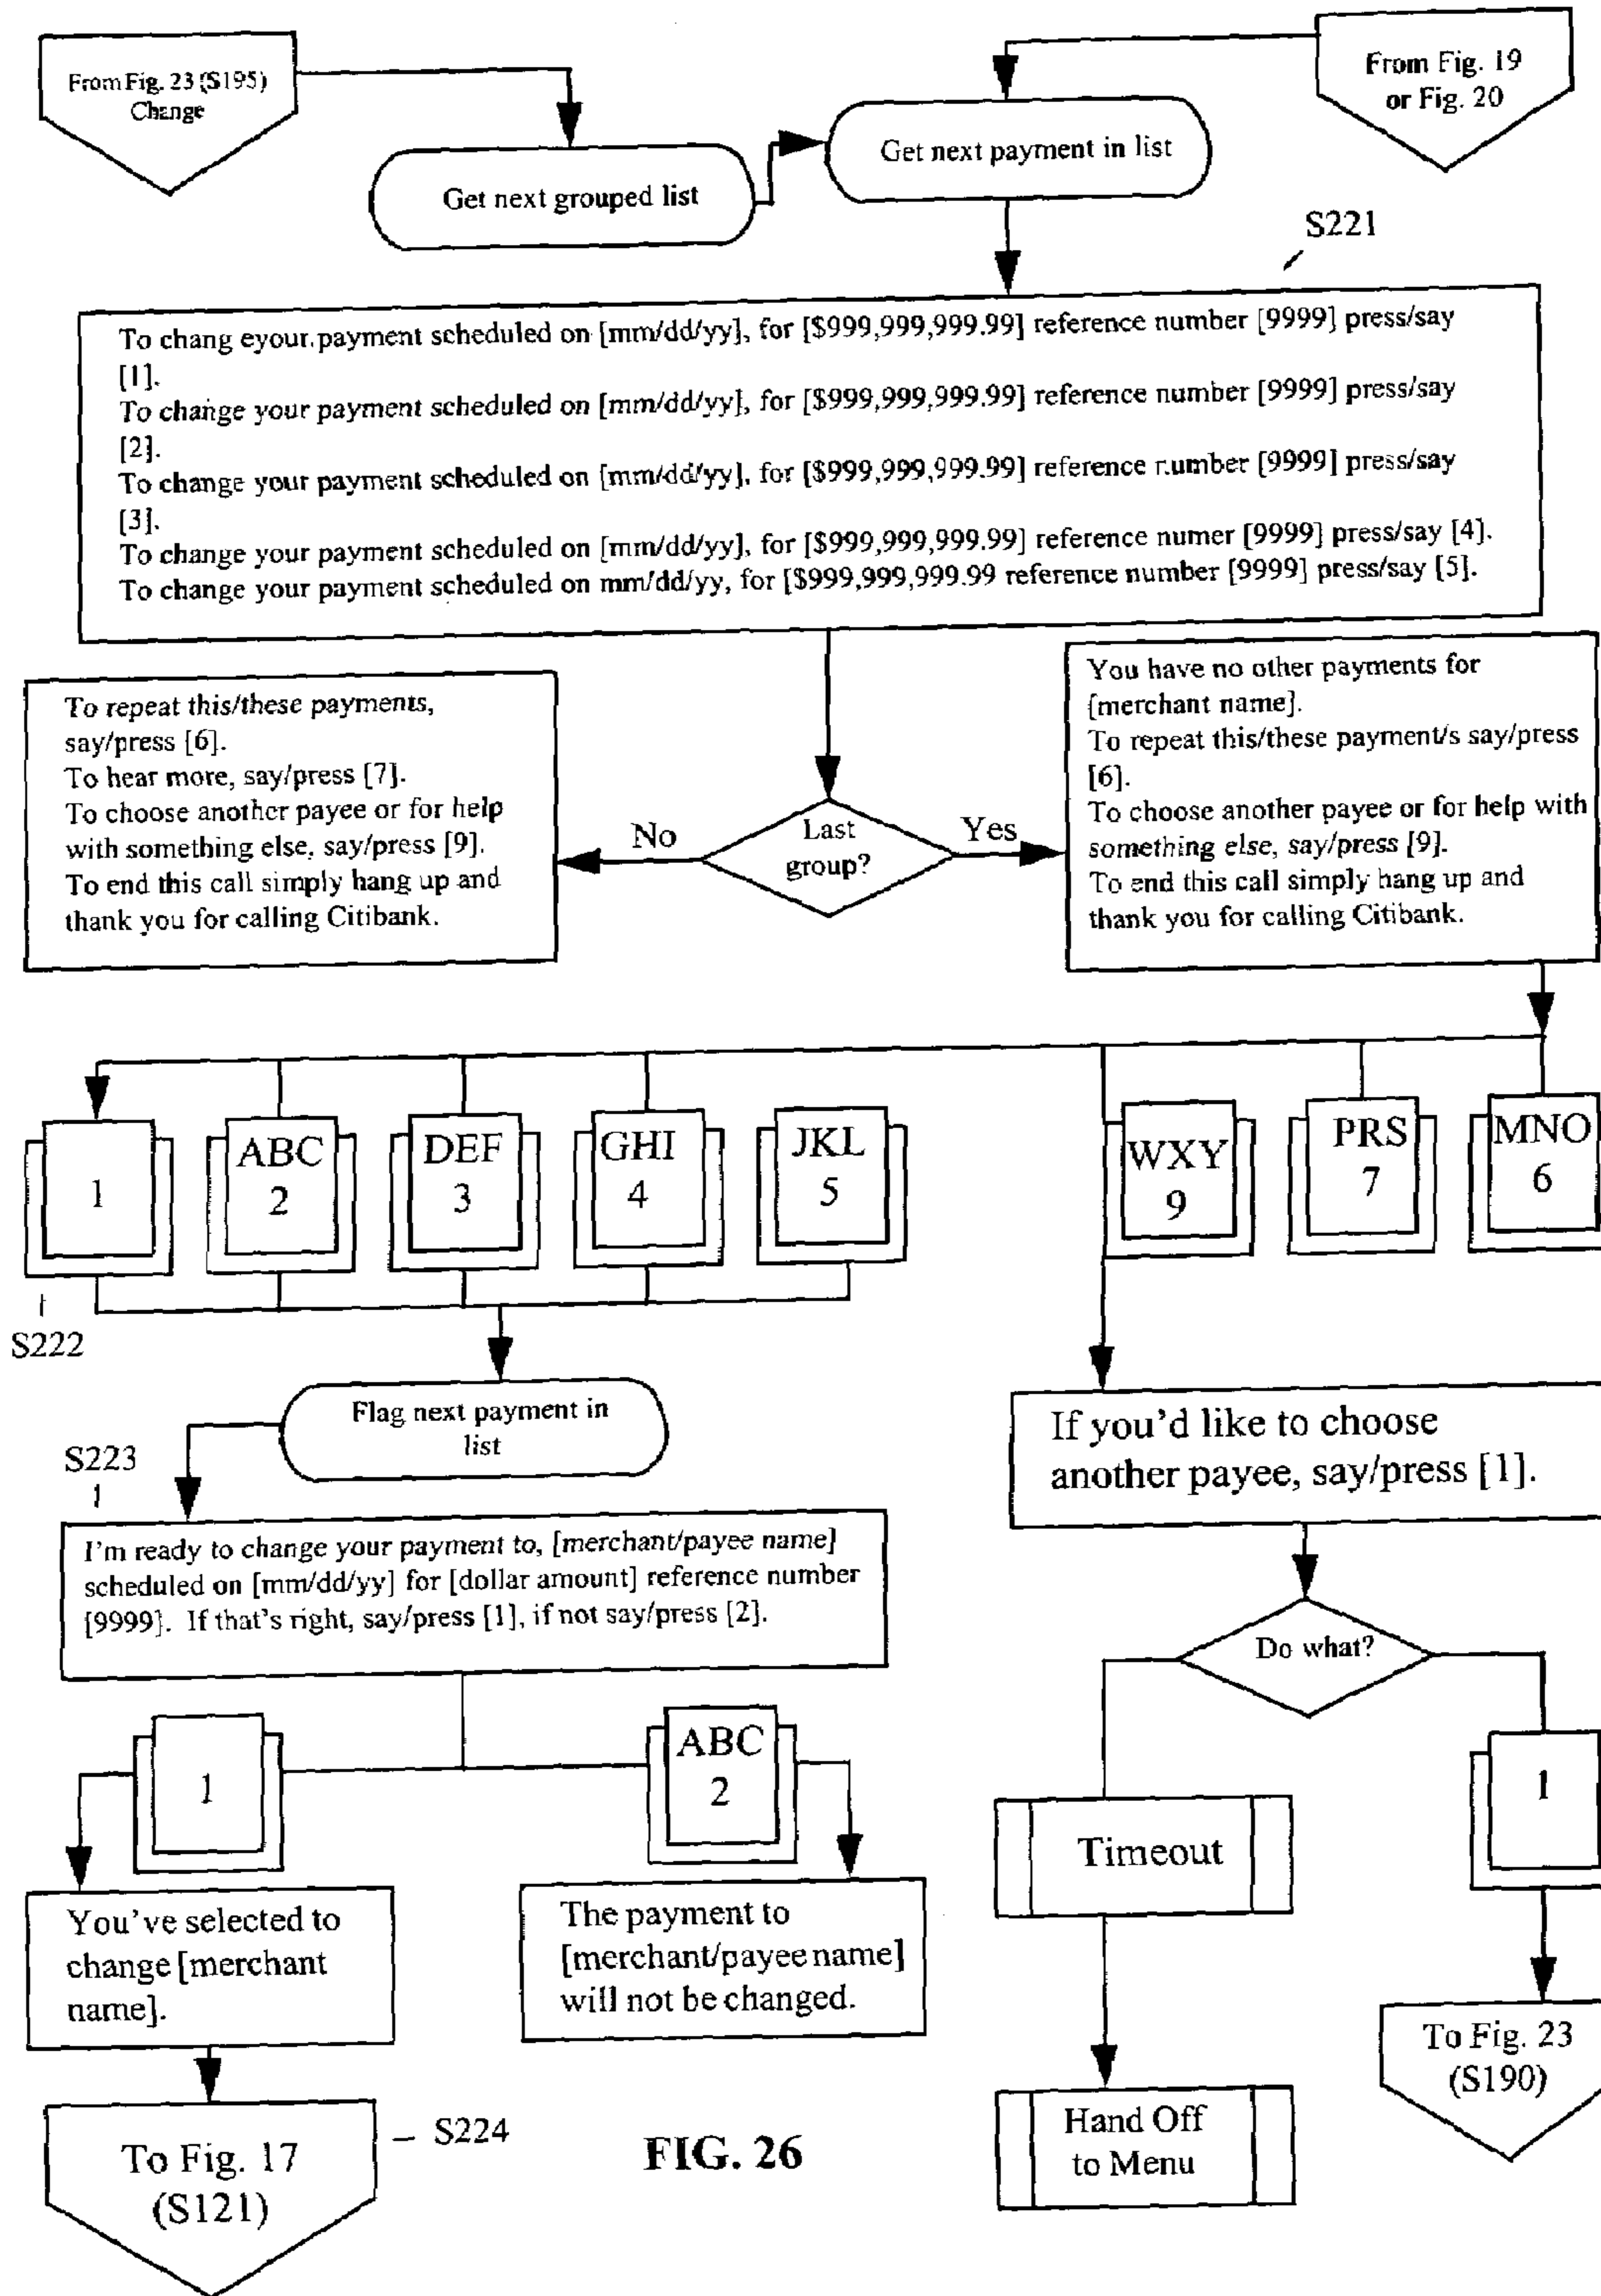 From Fig. 23 (S195)
Change
From Fig. 19
or Fig. 20
Get next grouped list
Get next payment in list
S221
To chang eyour.payment scheduled on [mm/dd/yy], for [$999,999,999.99] reference number [9999] press/say
[1].
To change your payment scheduled on [mm/dd/yy], for [$999,999,999.99] reference number [9999] press/say
[2].
To change your payment scheduled on [mm/dd/yy], for [$999,999,999.99] reference number [9999] press/say
[3].
To change your payment scheduled on [mm/dd/yy], for [$999,999,999.99] reference numer [9999] press/say [4].
To change your payment scheduled on mm/dd/yy, for [$999,999,999.99 reference number [9999] press/say [5].
To repeat this/these payments,
say/press [6].
To hear more, say/press [7].
To choose another payee or for help
with something else, say/press [9].
To end this call simply hang up and
thank you for calling Citibank.
No
Last
group?
Yes
You have no other payments for
[merchant name].
To repeat this/these payment/s say/press
[6].
To choose another payee or for help with
something else, say/press [9].
To end this call simply hang up and
thank you for calling Citibank.
1
ABC
2
DEF
3
GHI
4
JKL
5
WXY
9
PRS
7
MNO
6
S222
Flag next payment in
list
S223
I'm ready to change your payment to, [merchant/payee name]
scheduled on [mm/dd/yy] for [dollar amount] reference number
[9999]. If that's right, say/press [1], if not say/press [2].
If you'd like to choose
another payee, say/press [1].
Do what?
1
ABC
2
Timeout
1
You've selected to
change [merchant
name].
The payment to
[merchant/payee name]
will not be changed.
To Fig. 17
(S121)
S224
FIG. 26
Hand Off
to Menu
To Fig. 23
(S190)